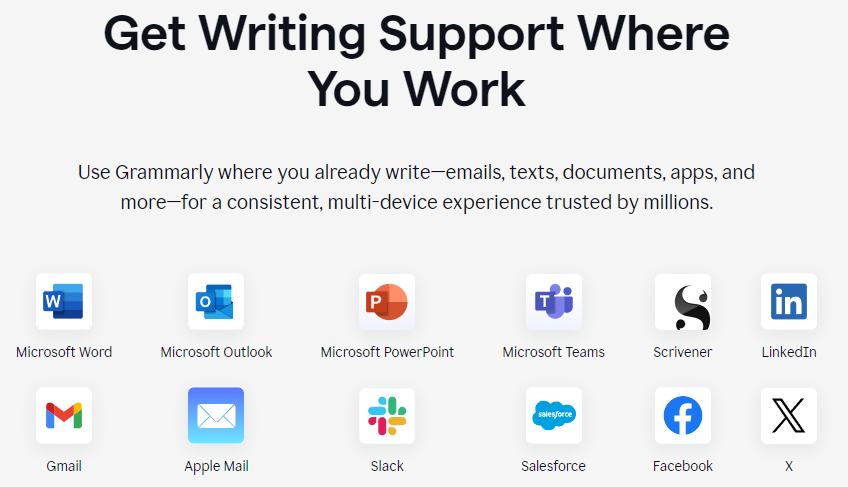 Get Writing Support Where
You Work
Use Grammarly where you already write—emails, texts, documents, apps, and
more—for a consistent, multi-device experience trusted by millions.
W
O
P
T
in
Microsoft Word
Microsoft Outlook
Microsoft PowerPoint
Microsoft Teams
Scrivener
LinkedIn
salesforce
Gmail
Apple Mail
Slack
Salesforce
Facebook
X